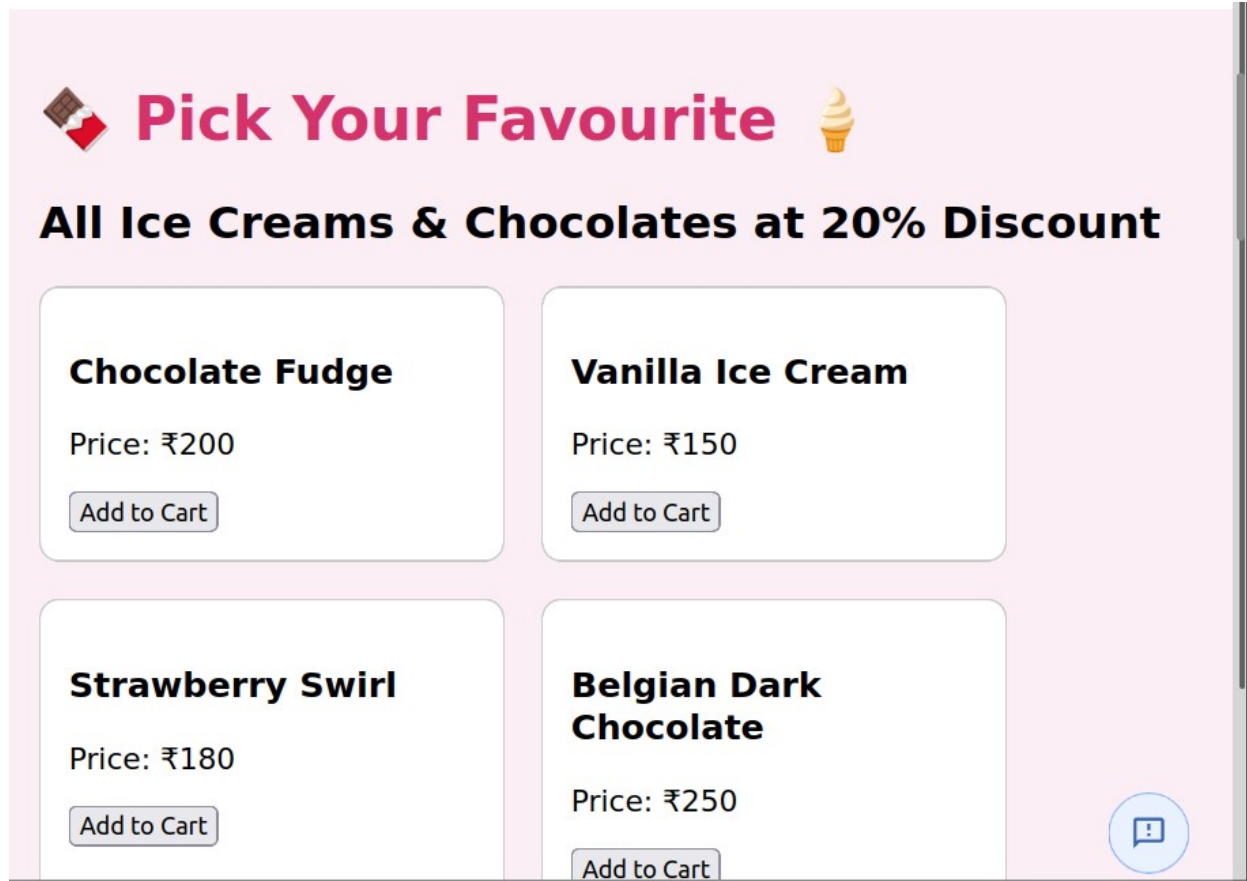 Pick Your Favourite
All Ice Creams & Chocolates at 20% Discount
Chocolate Fudge
Price: ₹200
Add to Cart
Vanilla Ice Cream
Price: ₹150
Add to Cart
Strawberry Swirl
Price: ₹180
Add to Cart
Belgian Dark
Chocolate
Price: ₹250
Add to Cart